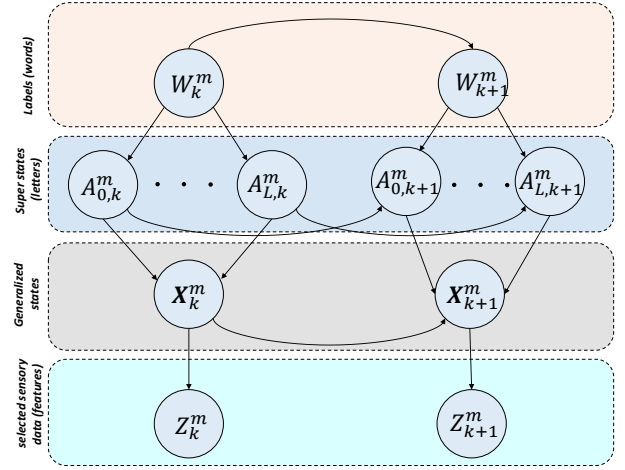 Labels (words)
W_k^m
W_{k+1}^m
Super states
(letters)
A_{0,k}^m
. . .
A_{L,k}^m
A_{0,k+1}^m
. . .
A_{L,k+1}^m
Generalized
states
X_k^m
X_{k+1}^m
selected sensory
data (features)
Z_k^m
Z_{k+1}^m